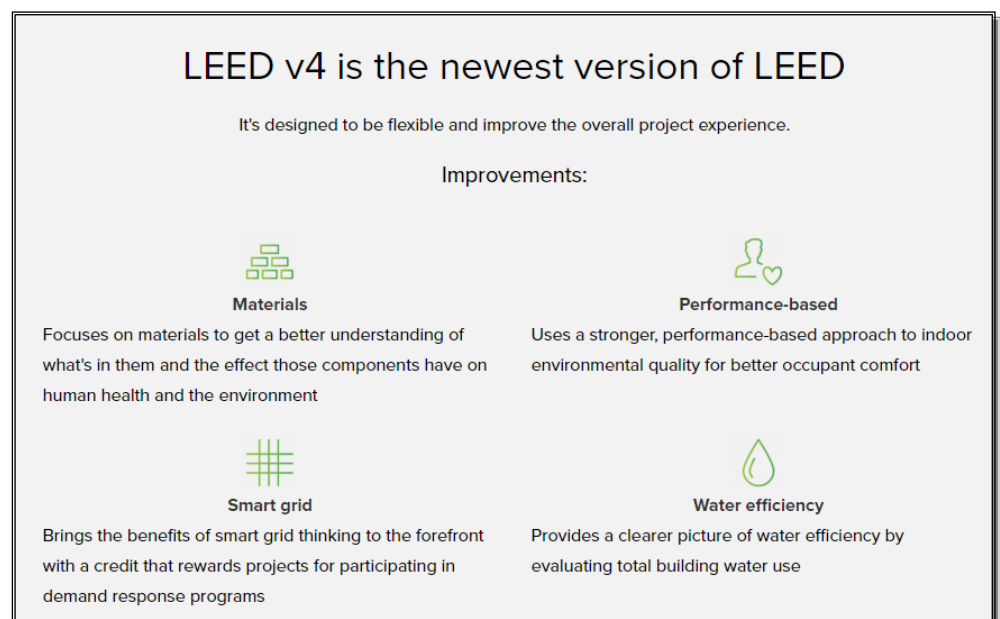 LEED v4 is the newest version of LEED
It's designed to be flexible and improve the overall project experience.
Improvements:
Materials
Focuses on materials to get a better understanding of
what's in them and the effect those components have on
human health and the environment
Performance-based
Uses a stronger, performance-based approach to indoor
environmental quality for better occupant comfort
Smart grid
Brings the benefits of smart grid thinking to the forefront
with a credit that rewards projects for participating in
demand response programs
Water efficiency
Provides a clearer picture of water efficiency by
evaluating total building water use